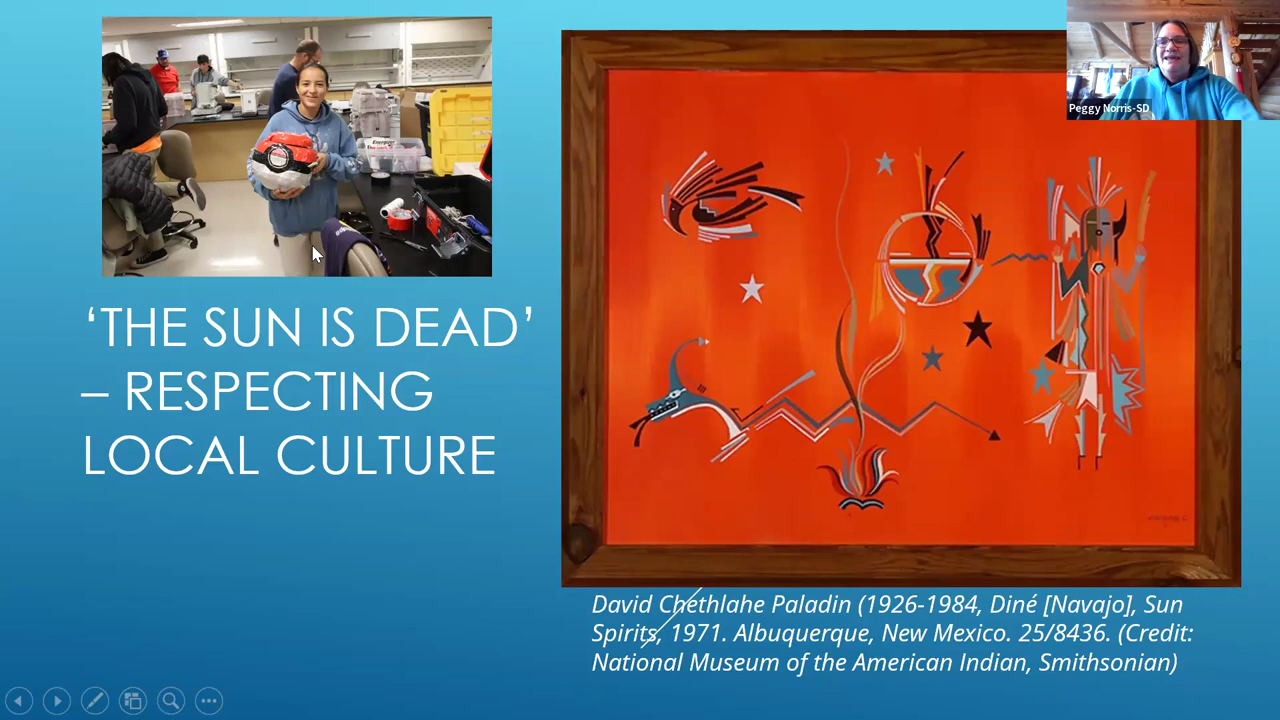 Energizer
Peggy Norris-SD
‘THE SUN IS DEAD’
– RESPECTING
LOCAL CULTURE
David Chethlahe Paladin (1926-1984, Diné [Navajo], Sun
Spirits, 1971. Albuquerque, New Mexico. 25/8436. (Credit:
National Museum of the American Indian, Smithsonian)